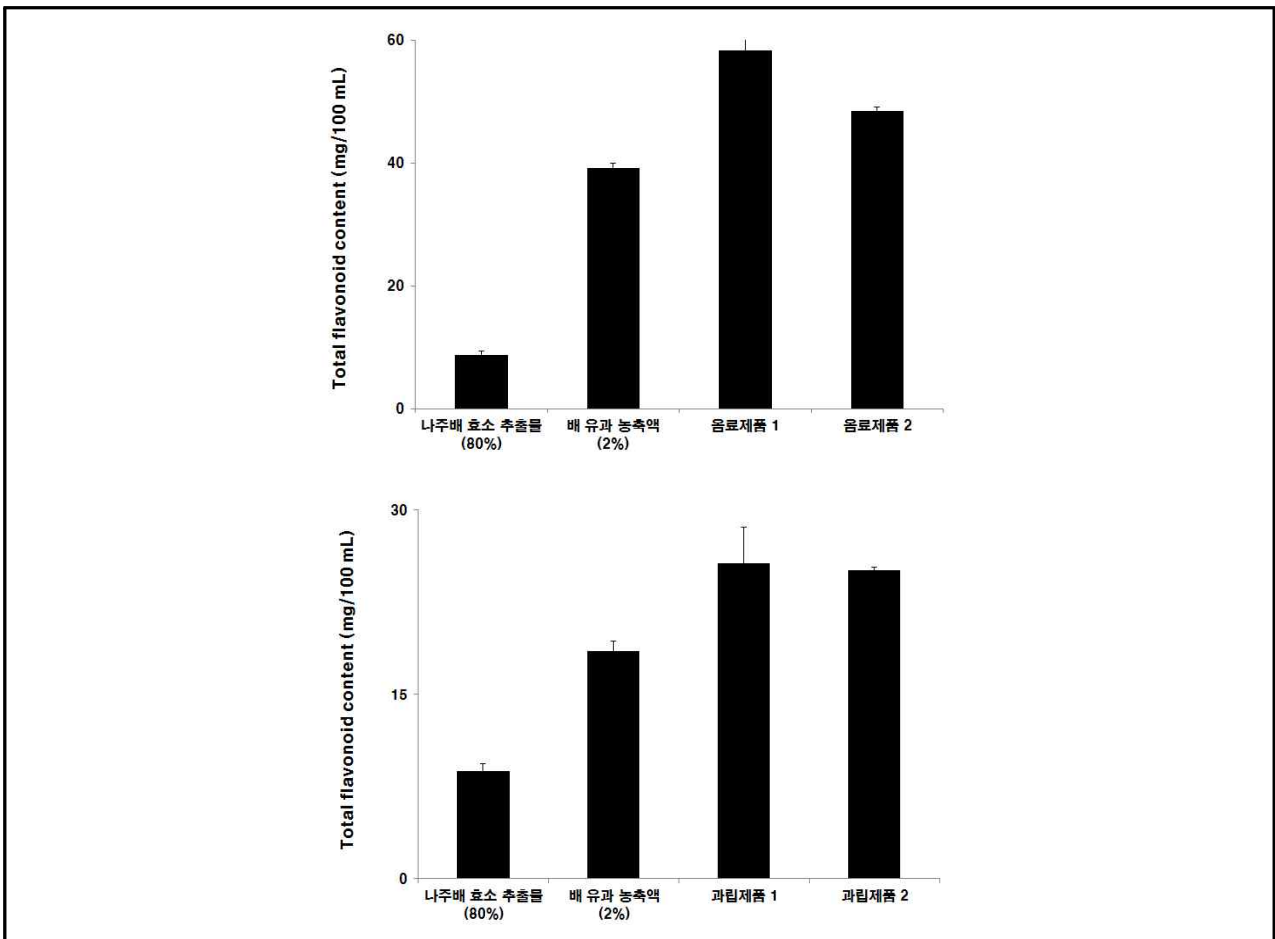 Total flavonoid content (mg/100 mL)
60
40
20
0
나주배 효소 추출물
(80%)
배 유과 농축액
(2%)
음료제품 1
음료제품 2
Total flavonoid content (mg/100 mL)
30
15
0
나주배 효소 추출물
(80%)
배 유과 농축액
(2%)
과립제품 1
과립제품 2